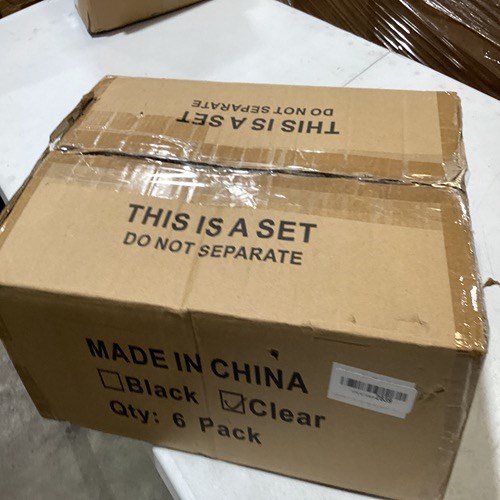 THIS IS A SET
DO NOT SEPARATE
THIS IS A SET
DO NOT SEPARATE
MADE IN CHINA
☐Black ☑Clear
Qty: 6 Pack